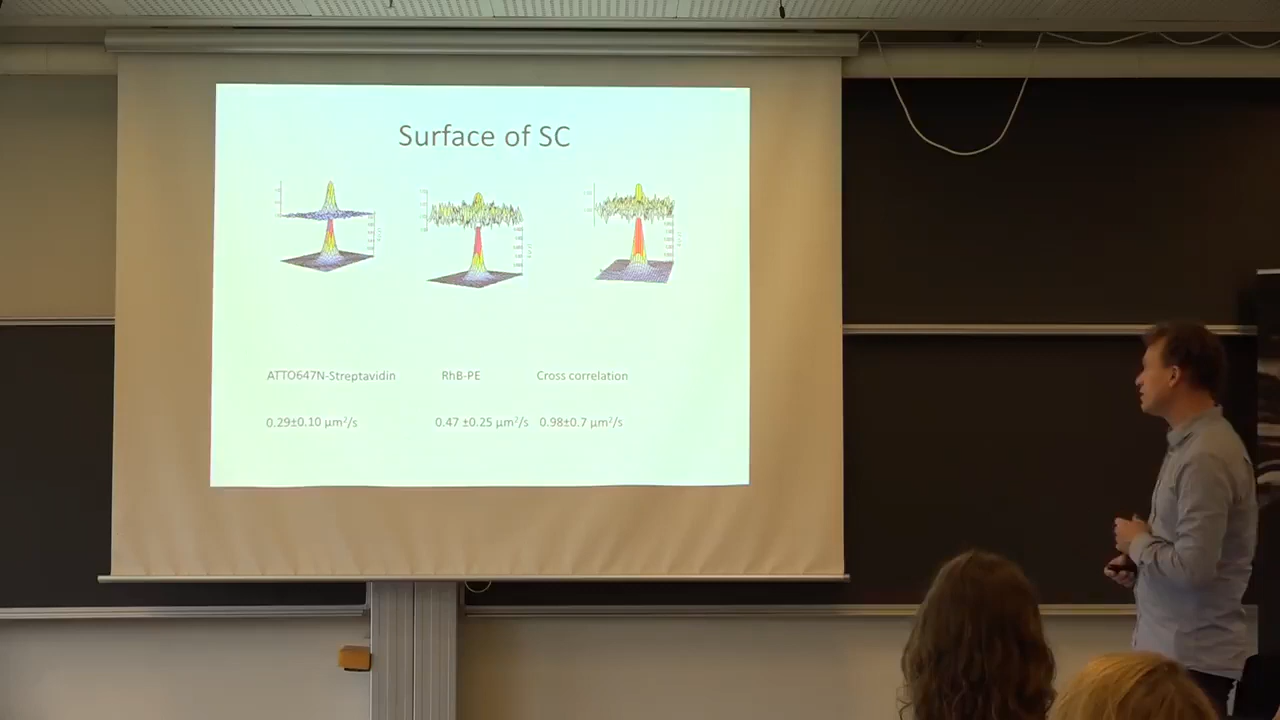 Surface of SC
ATTO647N-Streptavidin RhB-PE Cross correlation
0.29±0.10 µm²/s 0.47 ±0.25 µm²/s 0.98±0.7 µm²/s